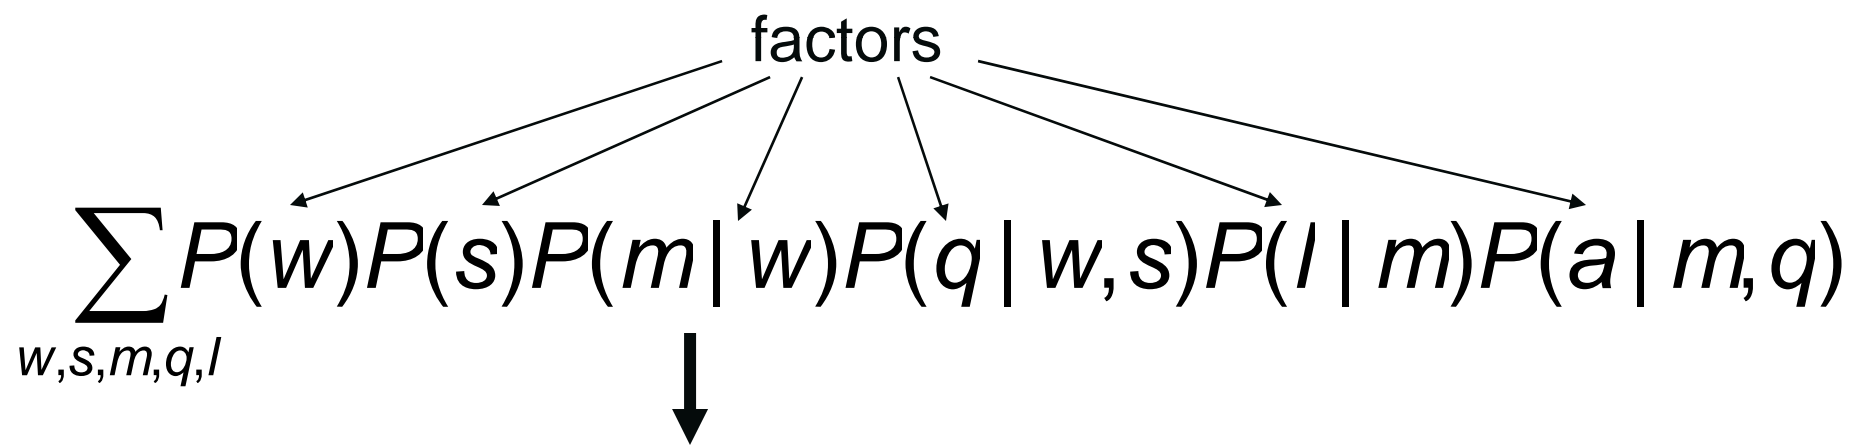 factors
∑P(w)P(s)P(m | w)P(q | w,s)P(l | m)P(a | m,q)
w,s,m,q,l